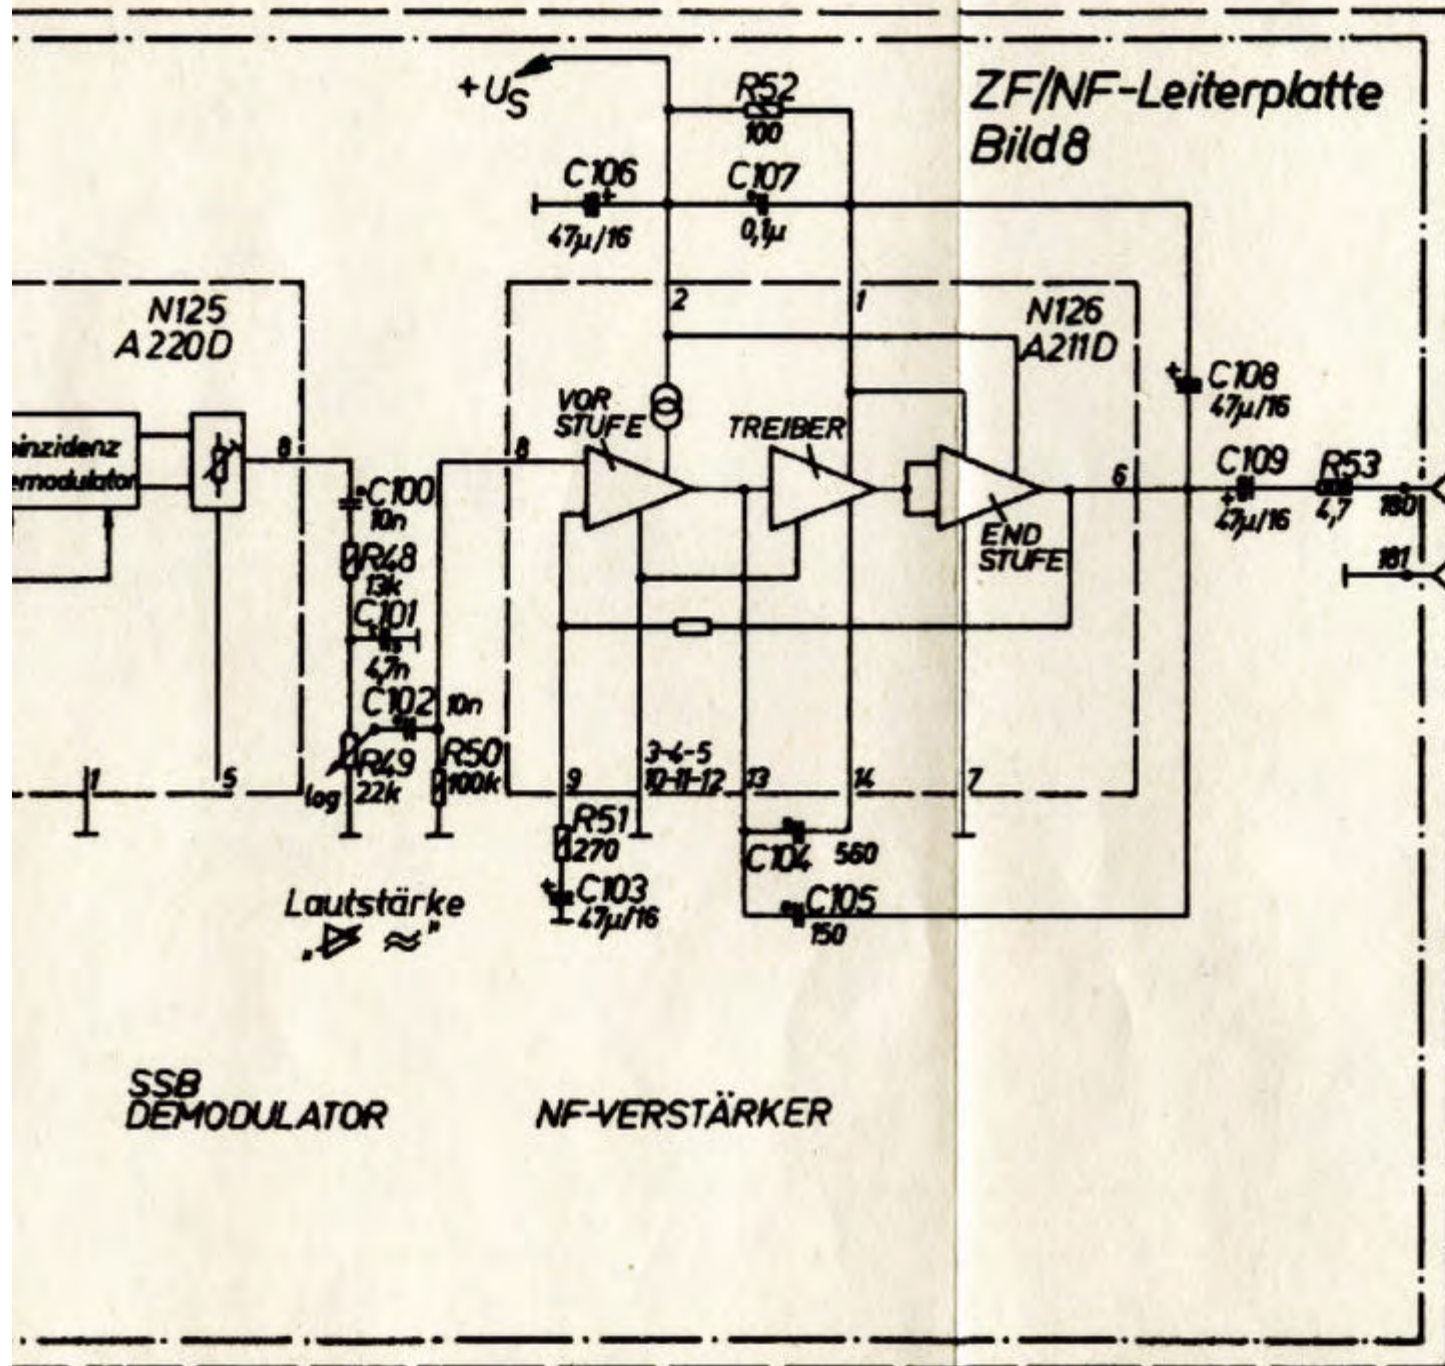 +U_S
R52
100
ZF/NF-Leiterplatte
Bild 8
C106
+
47µ/16
C107
0,1µ
N125
A220D
2
1
N126
A211D
+
C108
47µ/16
VOR
STUFE
TREIBER
inzidenz
modulator
8
8
6
C109
+
47µ/16
R53
4,7
180
181
C100
10n
R48
13k
C101
4,7n
C102
10n
END
STUFE
R49
log
22k
R50
100k
1
5
9
3-4-5
10-11-12
13
14
7
R51
270
C104
560
+
C103
47µ/16
C105
150
Lautstärke
„ ≈ "
SSB
DEMODULATOR
NF-VERSTÄRKER